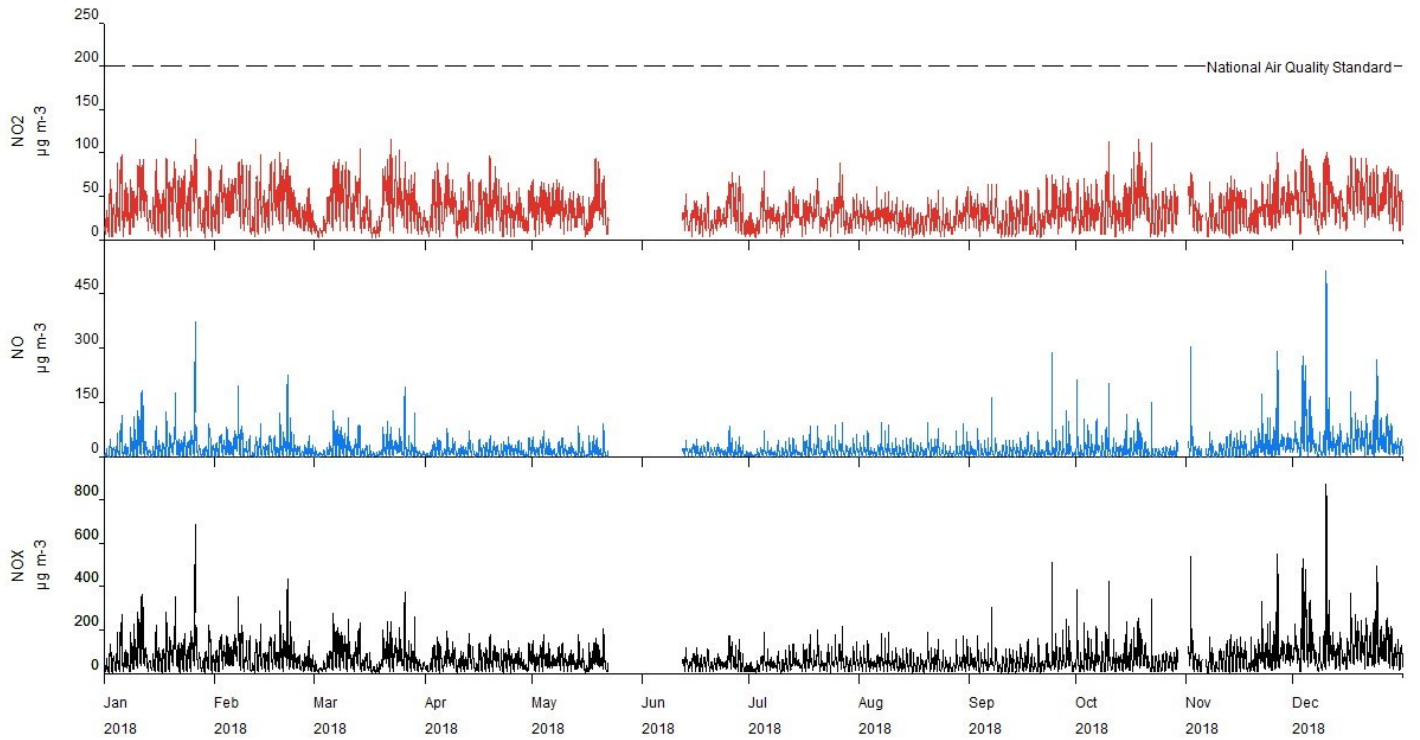 250
200
150
100
50
0
NO2
µg m-3
National Air Quality Standard
450
300
150
0
NO
µg m-3
800
600
400
200
0
NOX
µg m-3
Jan Feb Mar Apr May Jun Jul Aug Sep Oct Nov Dec
2018 2018 2018 2018 2018 2018 2018 2018 2018 2018 2018 2018